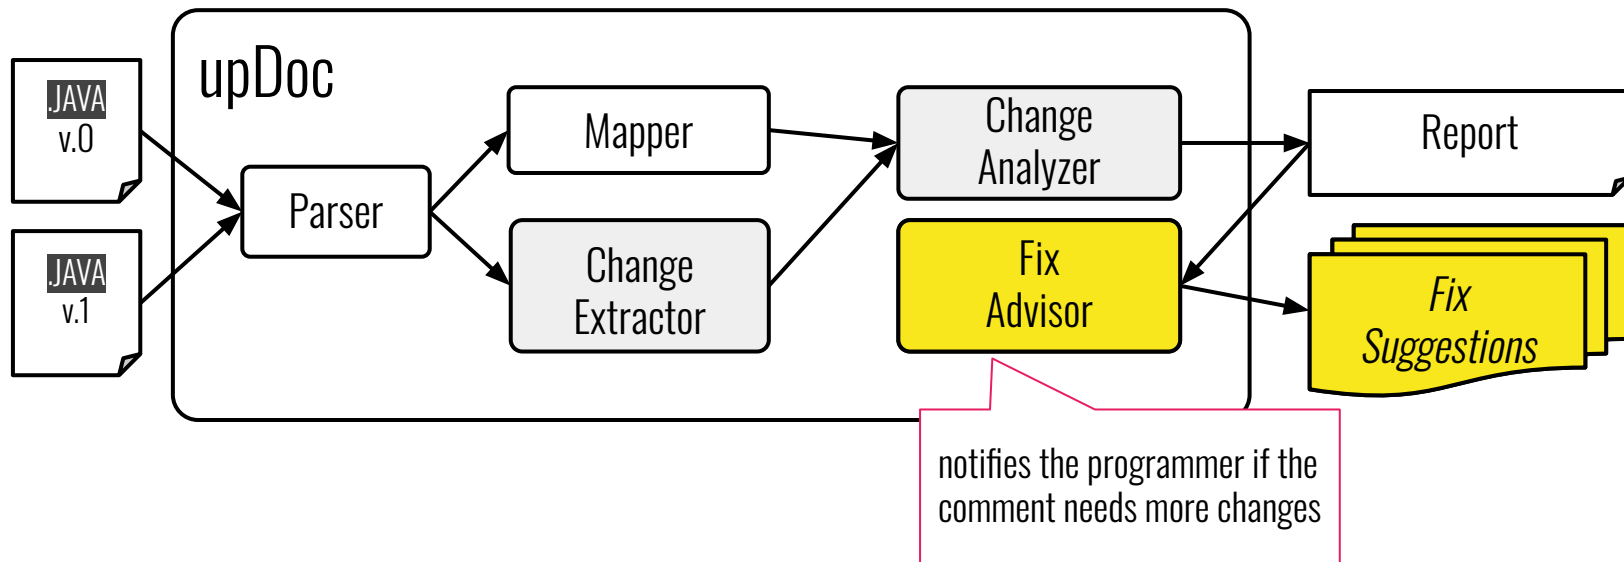 upDoc
.JAVA
v.0
.JAVA
v.1
Parser
Mapper
Change
Extractor
Change
Analyzer
Fix
Advisor
Report
Fix
Suggestions
notifies the programmer if the
comment needs more changes